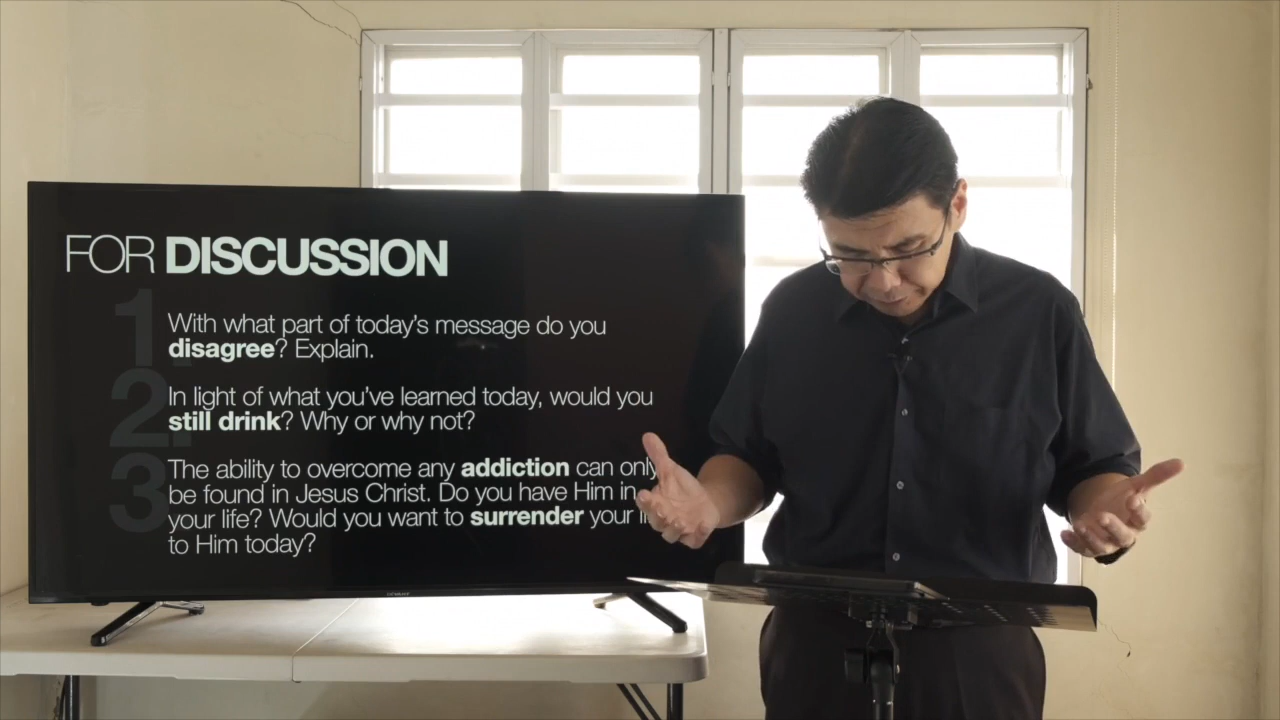 FOR DISCUSSION
1.
With what part of today's message do you
disagree? Explain.
2.
In light of what you've learned today, would you
still drink? Why or why not?
3
The ability to overcome any addiction can only
be found in Jesus Christ. Do you have Him in
your life? Would you want to surrender your
to Him today?